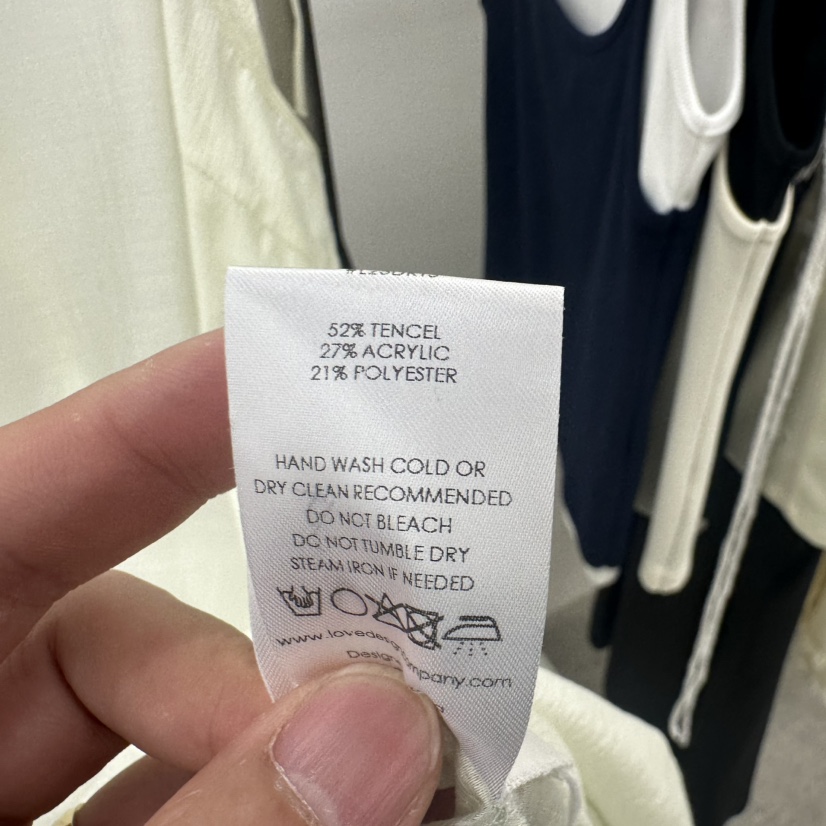 52% TENCEL
27% ACRYLIC
21% POLYESTER
HAND WASH COLD OR
DRY CLEAN RECOMMENDED
DO NOT BLEACH
DO NOT TUMBLE DRY
STEAM IRON IF NEEDED